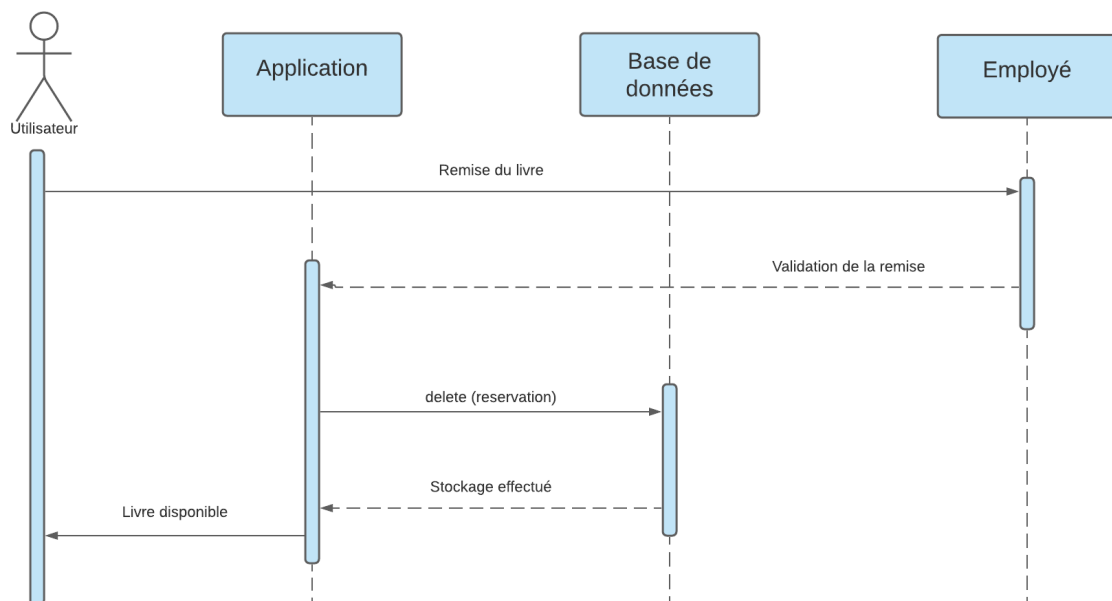 Utilisateur
Application
Base de
données
Employé
Remise du livre
Validation de la remise
delete (reservation)
Stockage effectué
Livre disponible